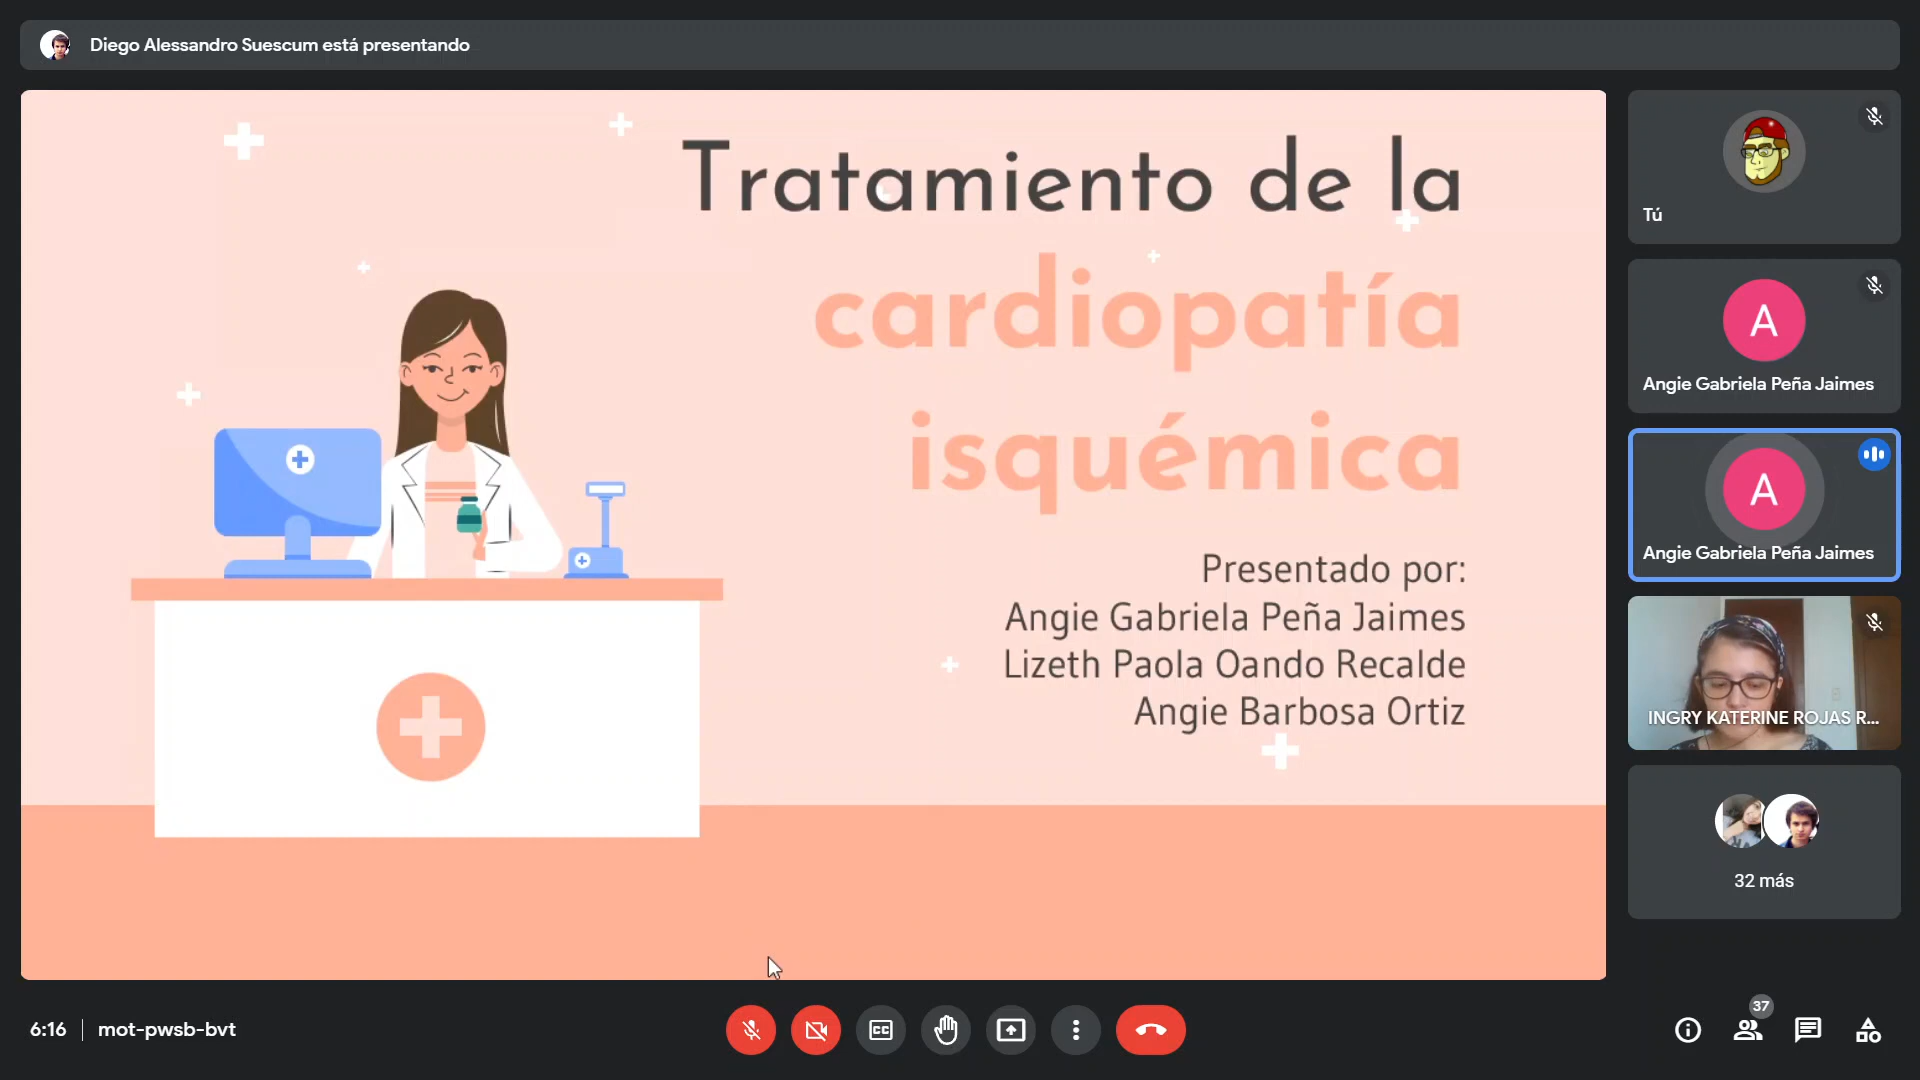 Diego Alessandro Suescum está presentando
Tratamiento de la
cardiopatía
isquémica
Presentado por:
Angie Gabriela Peña Jaimes
Lizeth Paola Oando Recalde
Angie Barbosa Ortiz
Tú
A
Angie Gabriela Peña Jaimes
A
Angie Gabriela Peña Jaimes
INGRY KATERINE ROJAS R...
32 más
6:16 mot-pwsb-bvt
CC
37